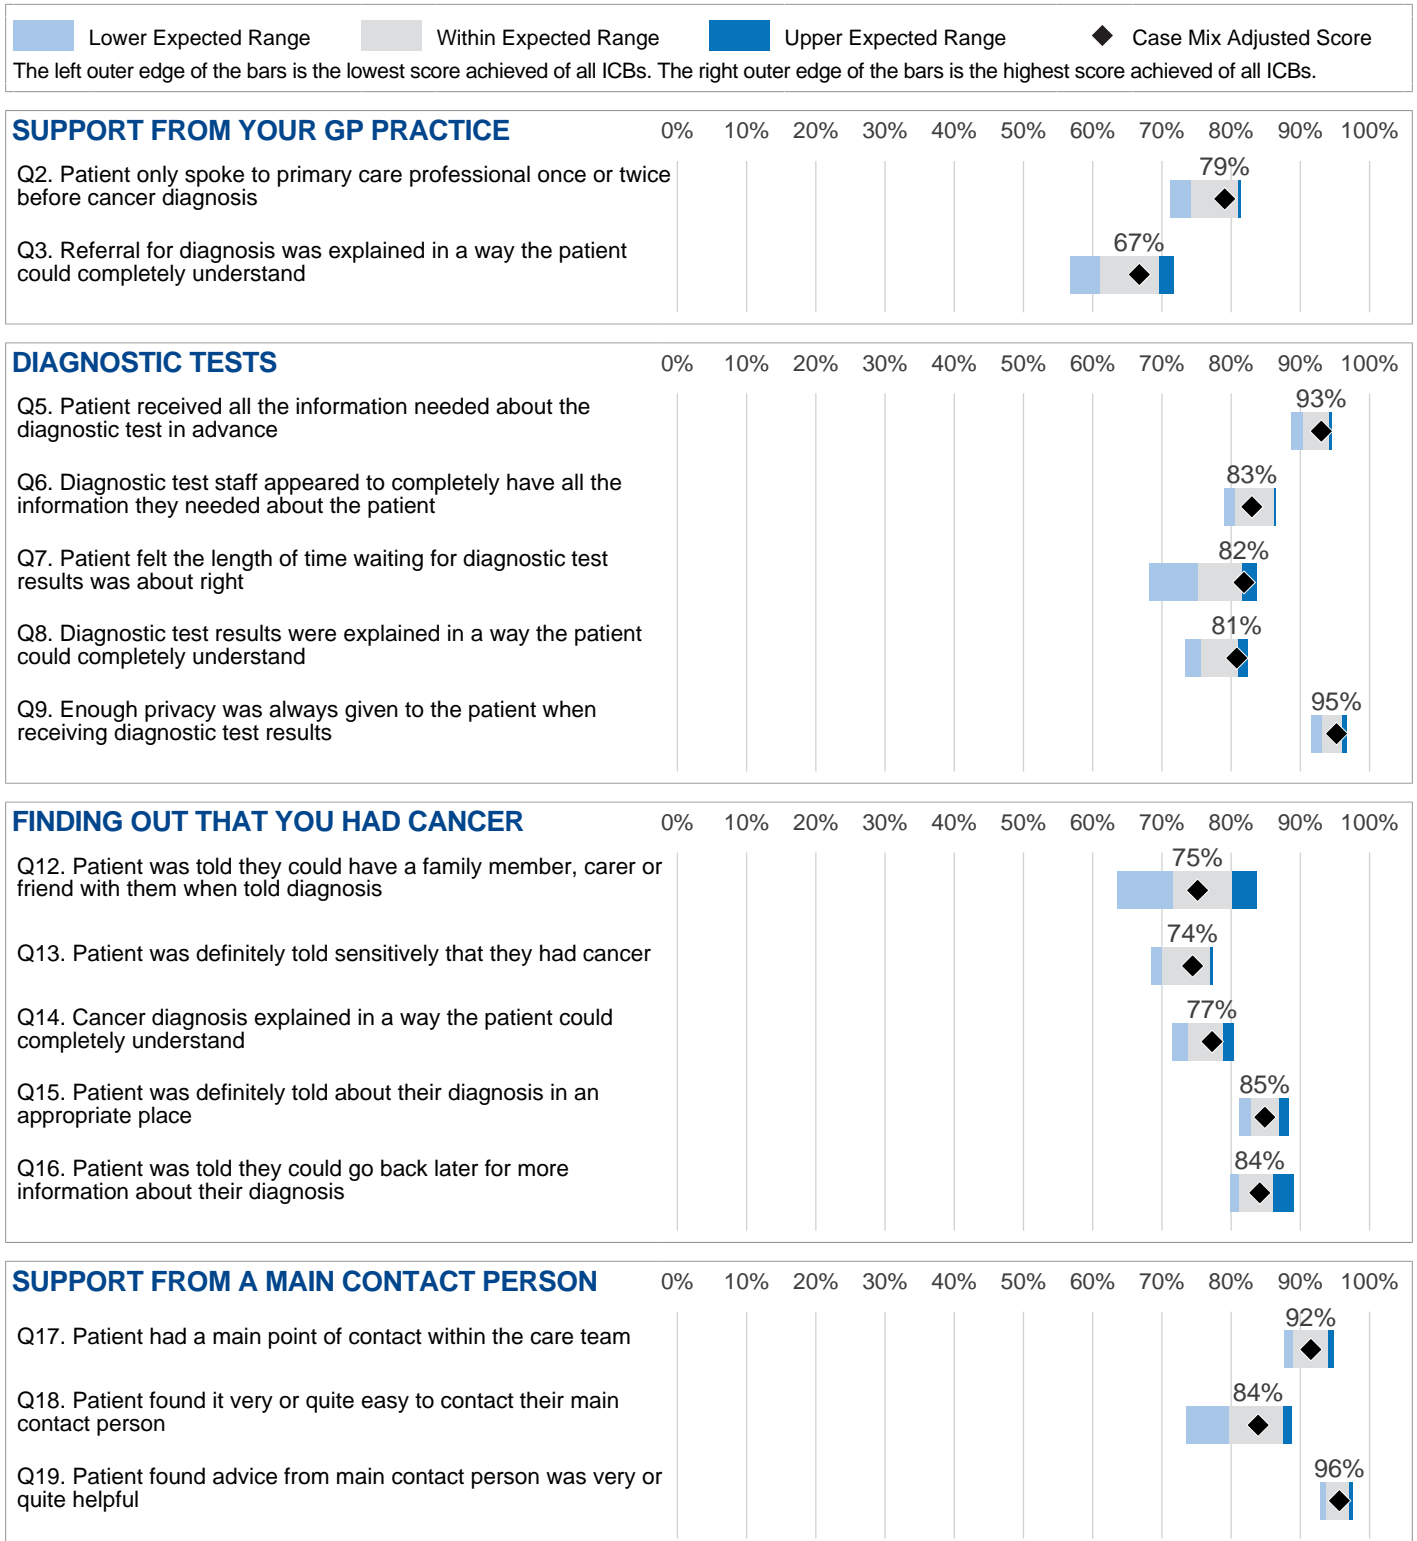 Lower Expected Range Within Expected Range Upper Expected Range Case Mix Adjusted Score
The left outer edge of the bars is the lowest score achieved of all ICBs. The right outer edge of the bars is the highest score achieved of all ICBs.
SUPPORT FROM YOUR GP PRACTICE 0% 10% 20% 30% 40% 50% 60% 70% 80% 90% 100%
79%
Q2. Patient only spoke to primary care professional once or twice
before cancer diagnosis
67%
Q3. Referral for diagnosis was explained in a way the patient
could completely understand
DIAGNOSTIC TESTS 0% 10% 20% 30% 40% 50% 60% 70% 80% 90% 100%
93%
Q5. Patient received all the information needed about the
diagnostic test in advance
83%
Q6. Diagnostic test staff appeared to completely have all the
information they needed about the patient
82%
Q7. Patient felt the length of time waiting for diagnostic test
results was about right
81%
Q8. Diagnostic test results were explained in a way the patient
could completely understand
95%
Q9. Enough privacy was always given to the patient when
receiving diagnostic test results
FINDING OUT THAT YOU HAD CANCER 0% 10% 20% 30% 40% 50% 60% 70% 80% 90% 100%
75%
Q12. Patient was told they could have a family member, carer or
friend with them when told diagnosis
74%
Q13. Patient was definitely told sensitively that they had cancer
77%
Q14. Cancer diagnosis explained in a way the patient could
completely understand
85%
Q15. Patient was definitely told about their diagnosis in an
appropriate place
84%
Q16. Patient was told they could go back later for more
information about their diagnosis
SUPPORT FROM A MAIN CONTACT PERSON 0% 10% 20% 30% 40% 50% 60% 70% 80% 90% 100%
92%
Q17. Patient had a main point of contact within the care team
84%
Q18. Patient found it very or quite easy to contact their main
contact person
96%
Q19. Patient found advice from main contact person was very or
quite helpful